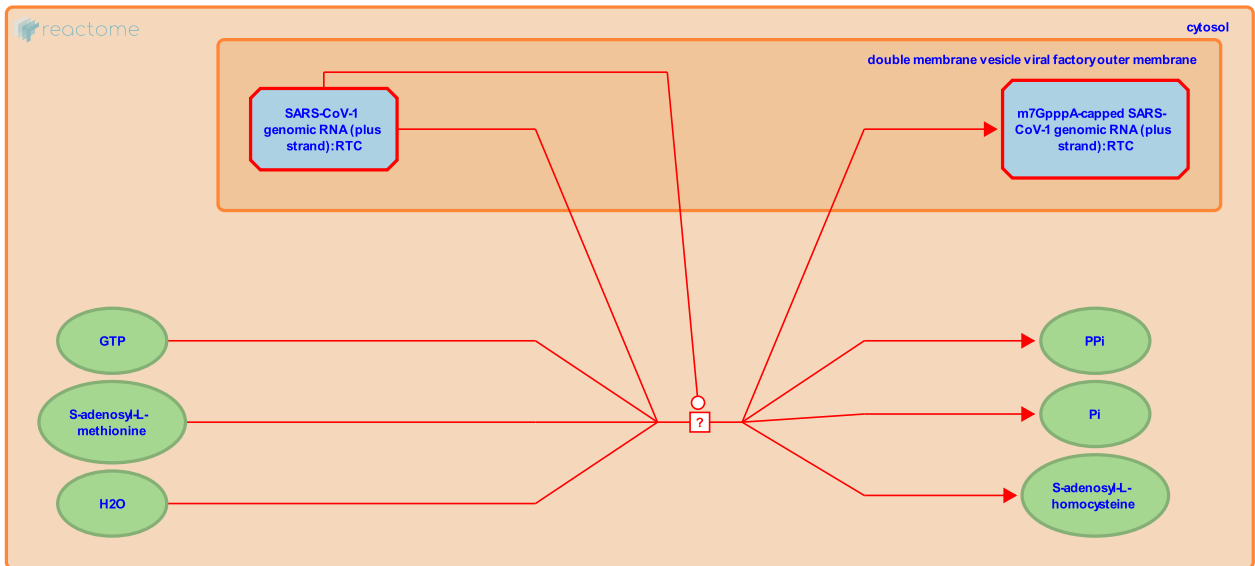 reactome
cytosol
double membrane vesicle viral factory outer membrane
SARS-CoV-1
genomic RNA (plus
strand):RTC
m7GpppA-capped SARS-
CoV-1 genomic RNA (plus
strand):RTC
GTP
PPi
S-adenosyl-L-
methionine
?
Pi
H2O
S-adenosyl-L-
homocysteine